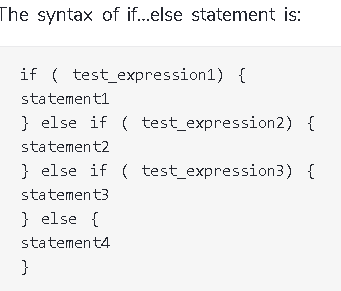 The syntax of if...else statement is:
if ( test_expression1) {
statement1
} else if ( test_expression2) {
statement2
} else if ( test_expression3) {
statement3
} else {
statement4
}